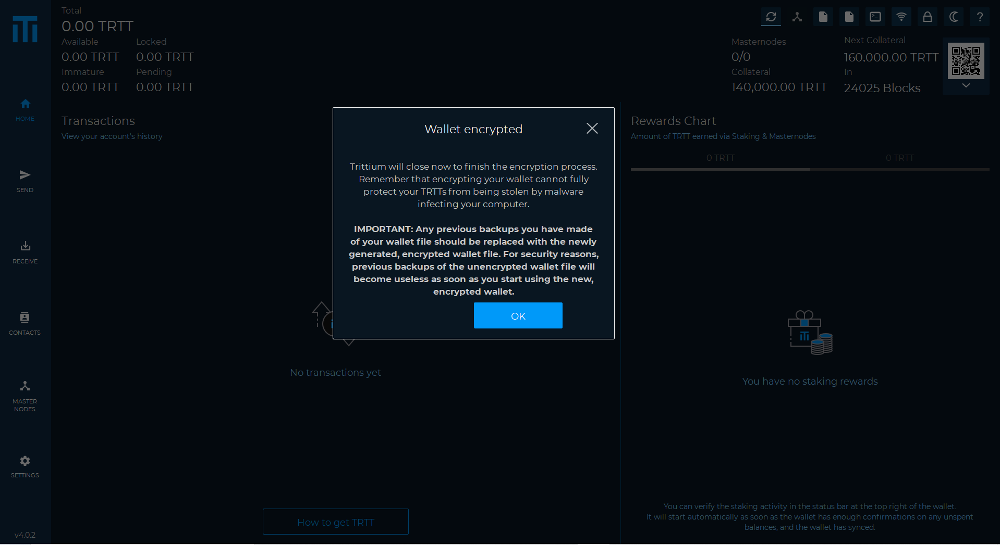 Total
0.00 TRTT
Available
Locked
0.00 TRTT
0.00 TRTT
Immature
Pending
0.00 TRTT
0.00 TRTT
Masternodes
0/0
Collateral
140,000.00 TRTT
Next Collateral
160,000.00 TRTT
In
24025 Blocks
?
HOME
SEND
RECEIVE
CONTACTS
MASTER
NODES
SETTINGS
v4.0.2
Transactions
View your account's history
No transactions yet
How to get TRTT
Wallet encrypted
Trittium will close now to finish the encryption process.
Remember that encrypting your wallet cannot fully
protect your TRTTs from being stolen by malware
infecting your computer.
IMPORTANT: Any previous backups you have made
of your wallet file should be replaced with the newly
generated, encrypted wallet file. For security reasons,
previous backups of the unencrypted wallet file will
become useless as soon as you start using the new,
encrypted wallet.
OK
Rewards Chart
Amount of TRTT earned via Staking & Masternodes
0 TRTT
0 TRTT
You have no staking rewards
You can verify the staking activity in the status bar at the top right of the wallet.
It will start automatically as soon as the wallet has enough confirmations on any unspent
balances, and the wallet has synced.